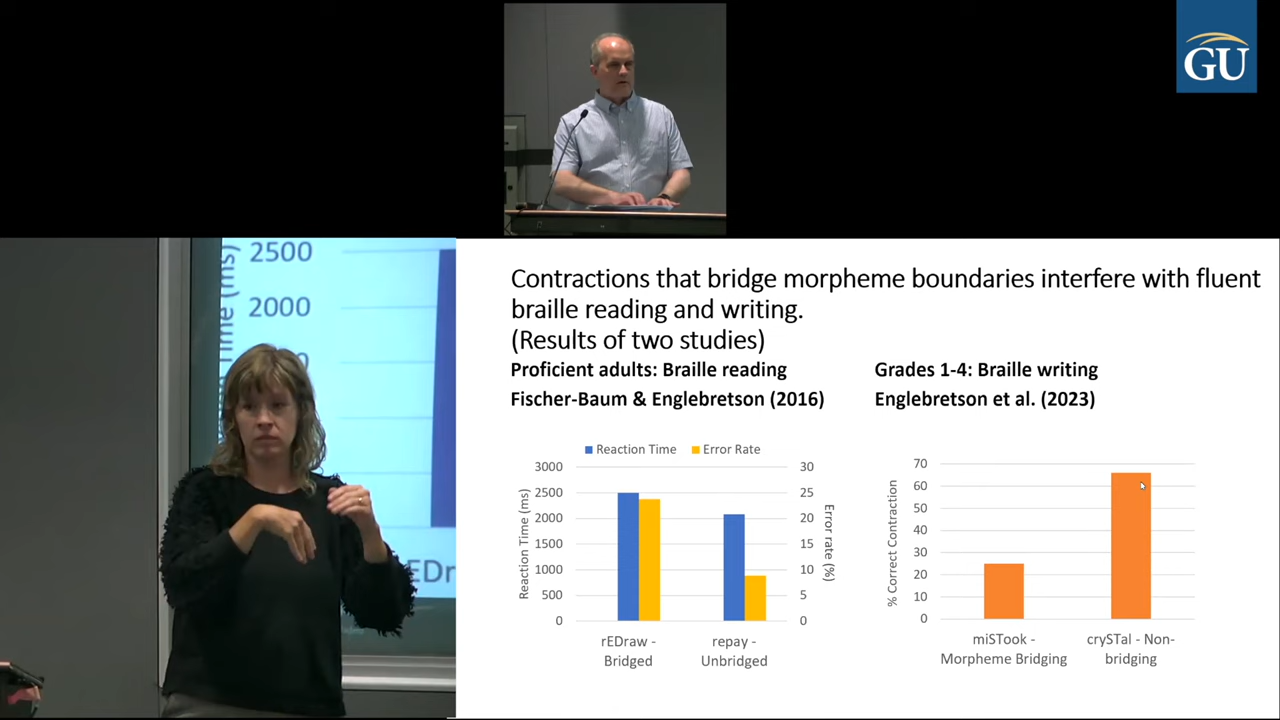 GU
2500
2000
Contractions that bridge morpheme boundaries interfere with fluent
braille reading and writing.
(Results of two studies)
Proficient adults: Braille reading
Fischer-Baum & Englebretson (2016)
Grades 1-4: Braille writing
Englebretson et al. (2023)
Reaction Time
Error Rate
3000
2500
2000
1500
1000
500
0
Reaction Time (ms)
30
25
20
15
10
5
0
Error rate (%)
rEDraw -
Bridged
repay -
Unbridged
70
60
50
40
30
20
10
0
% Correct Contraction
miSTook -
Morpheme Bridging
crySTal - Non-
bridging